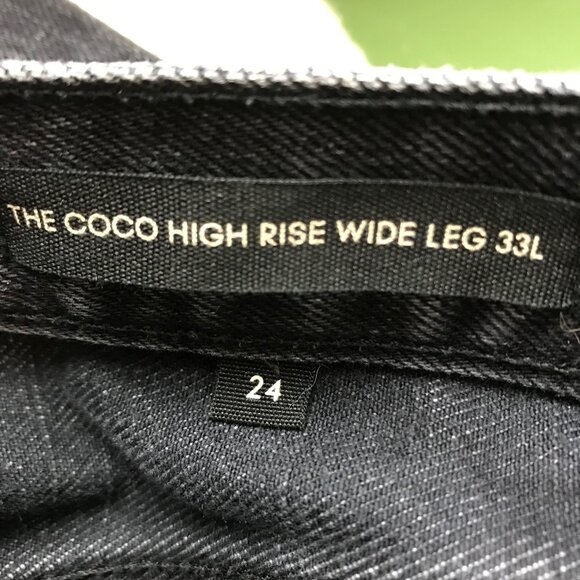 THE COCO HIGH RISE WIDE LEG 33L
24